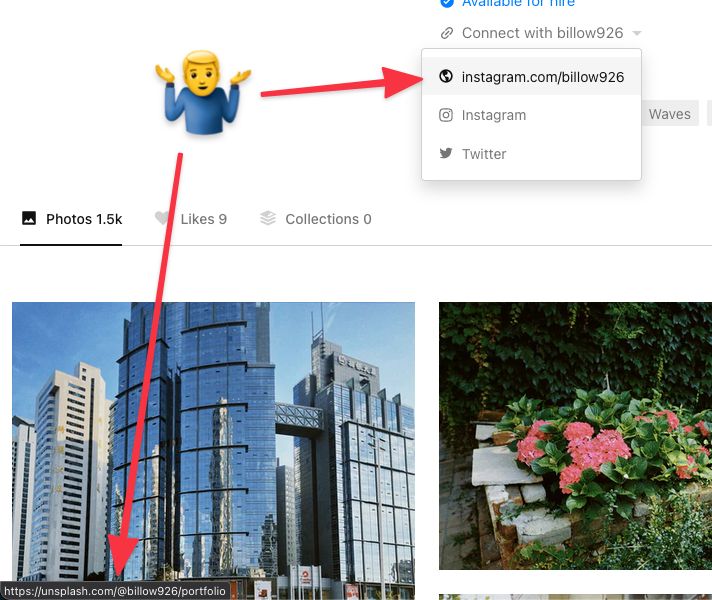 Available for hire
Connect with billow926
instagram.com/billow926
Instagram
Twitter
Waves
Photos 1.5k
Likes 9
Collections 0
https://unsplash.com/@billow926/portfolio